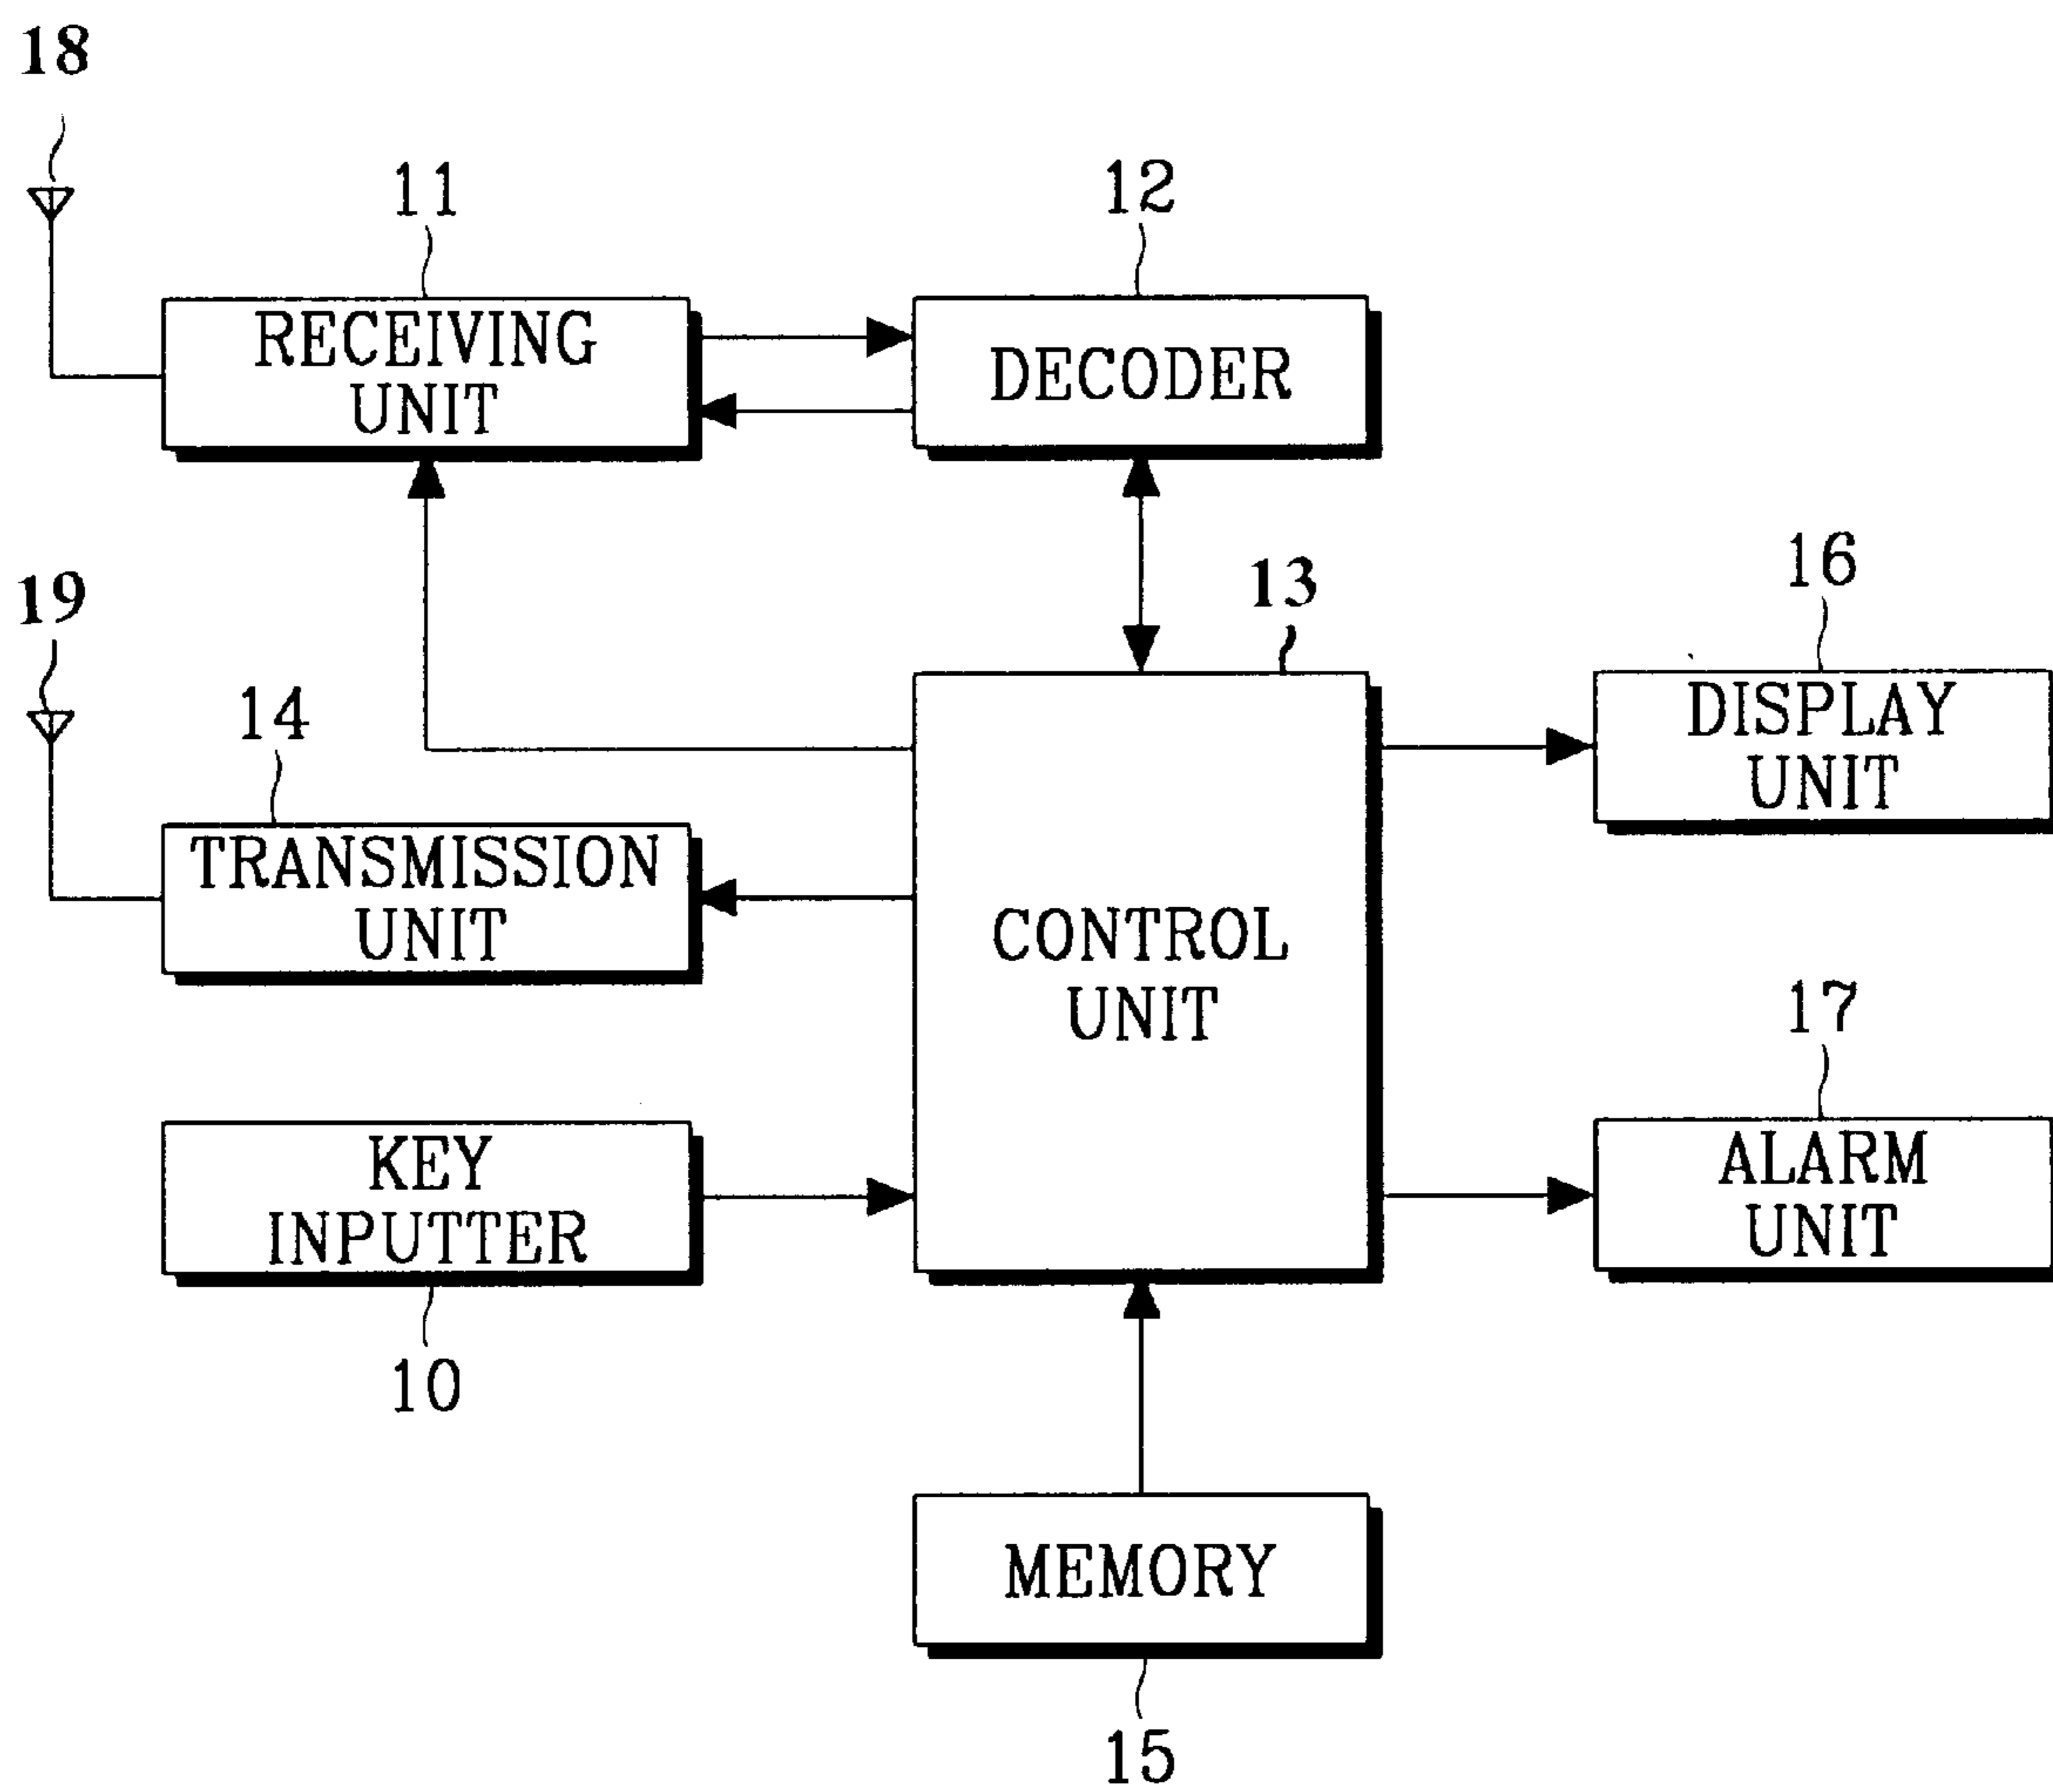 18
11
12
RECEIVING
UNIT
DECODER
19
14
13
16
DISPLAY
UNIT
TRANSMISSION
UNIT
CONTROL
UNIT
17
KEY
INPUTTER
ALARM
UNIT
10
MEMORY
15